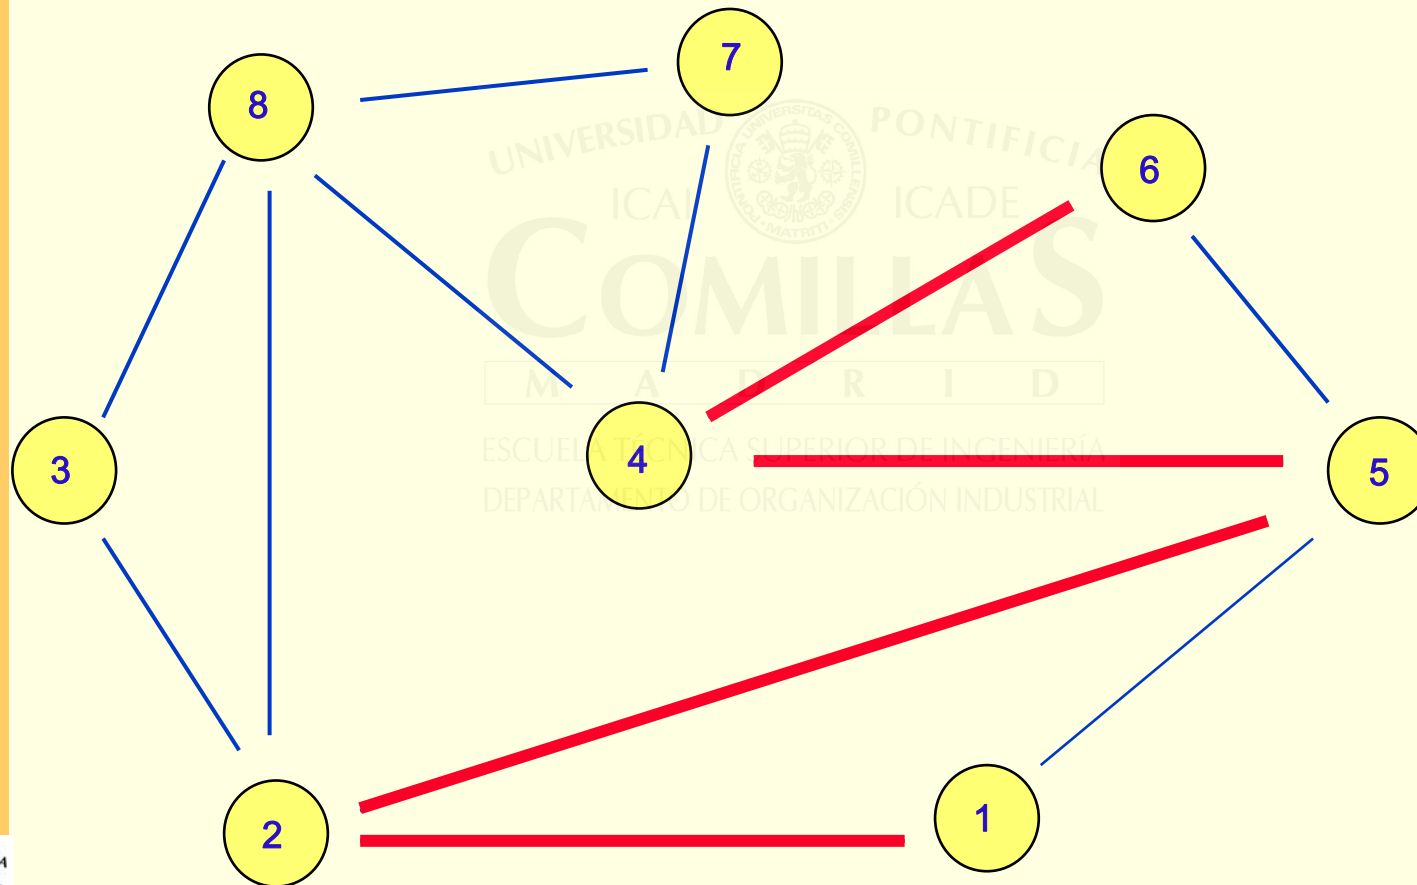 7
8
UNIVERSIDAD PONTIFICIA
6
ICAI ICADE
COMILLAS
M A D R I D
ESCUELA TÉCNICA SUPERIOR DE INGENIERÍA
4
3
5
DEPARTAMENTO DE ORGANIZACIÓN INDUSTRIAL
1
2